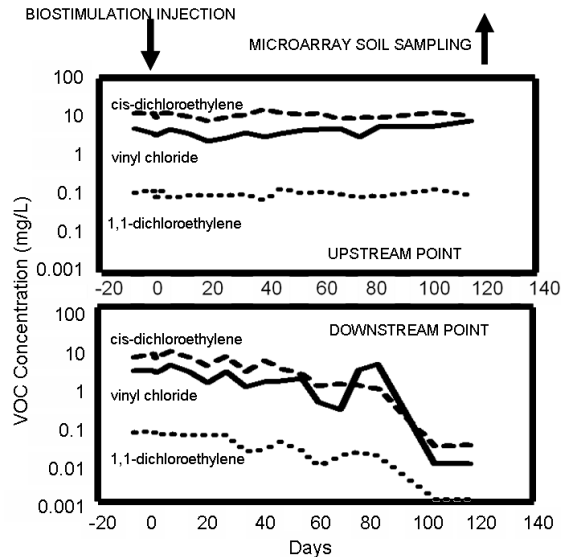 BIOSTIMULATION INJECTION
MICROARRAY SOIL SAMPLING
100
10
1
0.1
0.1
0.001
cis-dichloroethylene
vinyl chloride
1,1-dichloroethylene
UPSTREAM POINT
-20 0 20 40 60 80 100 120 140
VOC Concentration (mg/L)
100
10
1
0.1
0.01
0.001
cis-dichloroethylene
DOWNSTREAM POINT
vinyl chloride
1,1-dichloroethylene
-20 0 20 40 60 80 100 120 140
Days